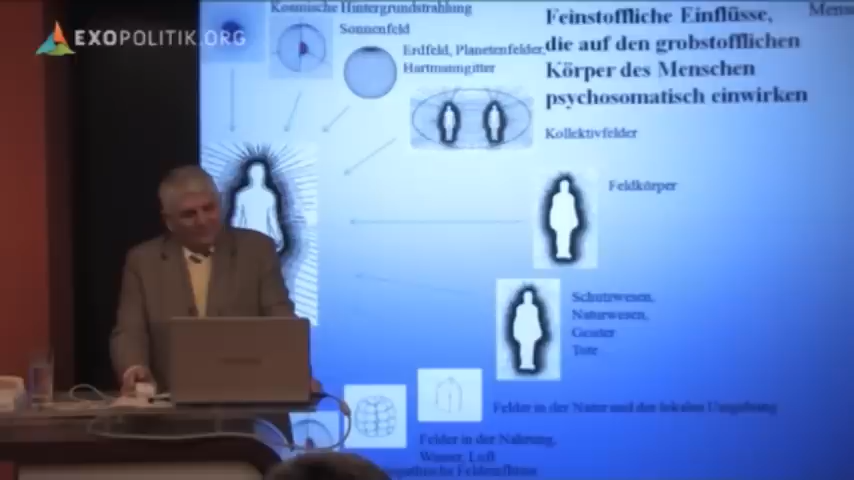 EXOPOLITIK.ORG
Kosmische Hintergrundstrahlung
Sonnenfeld
Erdfeld, Planetenfelder,
Hartmanngitter
Feinstoffliche Einflüsse,
die auf den grobstofflichen
Körper des Menschen
psychosomatisch einwirken
Kollektivfelder
Feldkörper
Schutzwesen,
Naturwesen,
Geister
Tote
Felder in der Natur und der lokalen Umgebung
Felder in der Nahrung,
Wasser, Luft